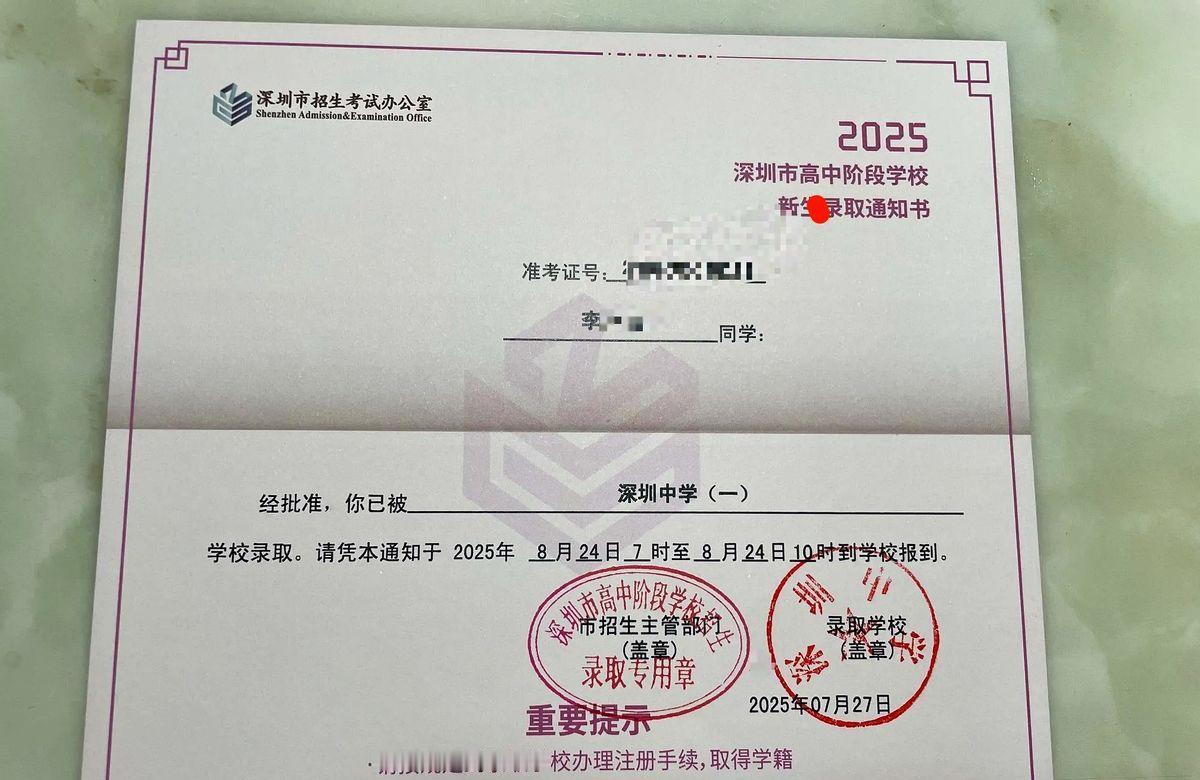 深圳市招生考试办公室
Shenzhen Admission&Examination Office
2025
深圳市高中阶段学校
新生录取通知书
准考证号:
李
同学:
经批准，你已被 深圳中学（一）
学校录取。请凭本通知于 2025年 8月24日7时至8月24日10时到学校报到。
深圳市高中阶段学校招生
市招生主管部门
(盖章)
录取专用章
深圳中学
录取学校
(盖章)
2025年07月27日
重要提示
校办理注册手续,取得学籍